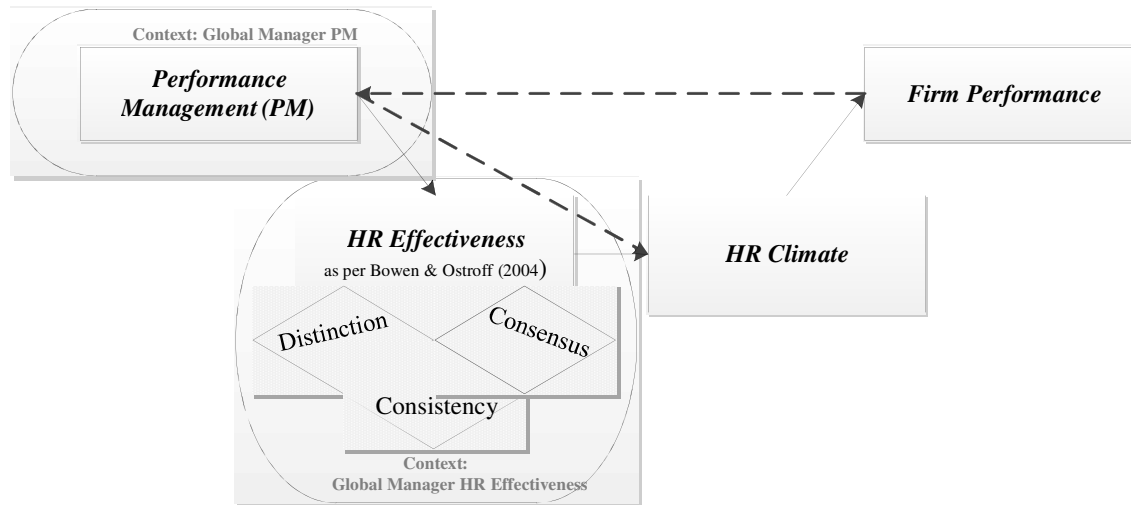 Context: Global Manager PM
Performance
Management (PM)
Firm Performance
HR Effectiveness
as per Bowen & Ostroff (2004)
HR Climate
Distinction
Consensus
Consistency
Context:
Global Manager HR Effectiveness